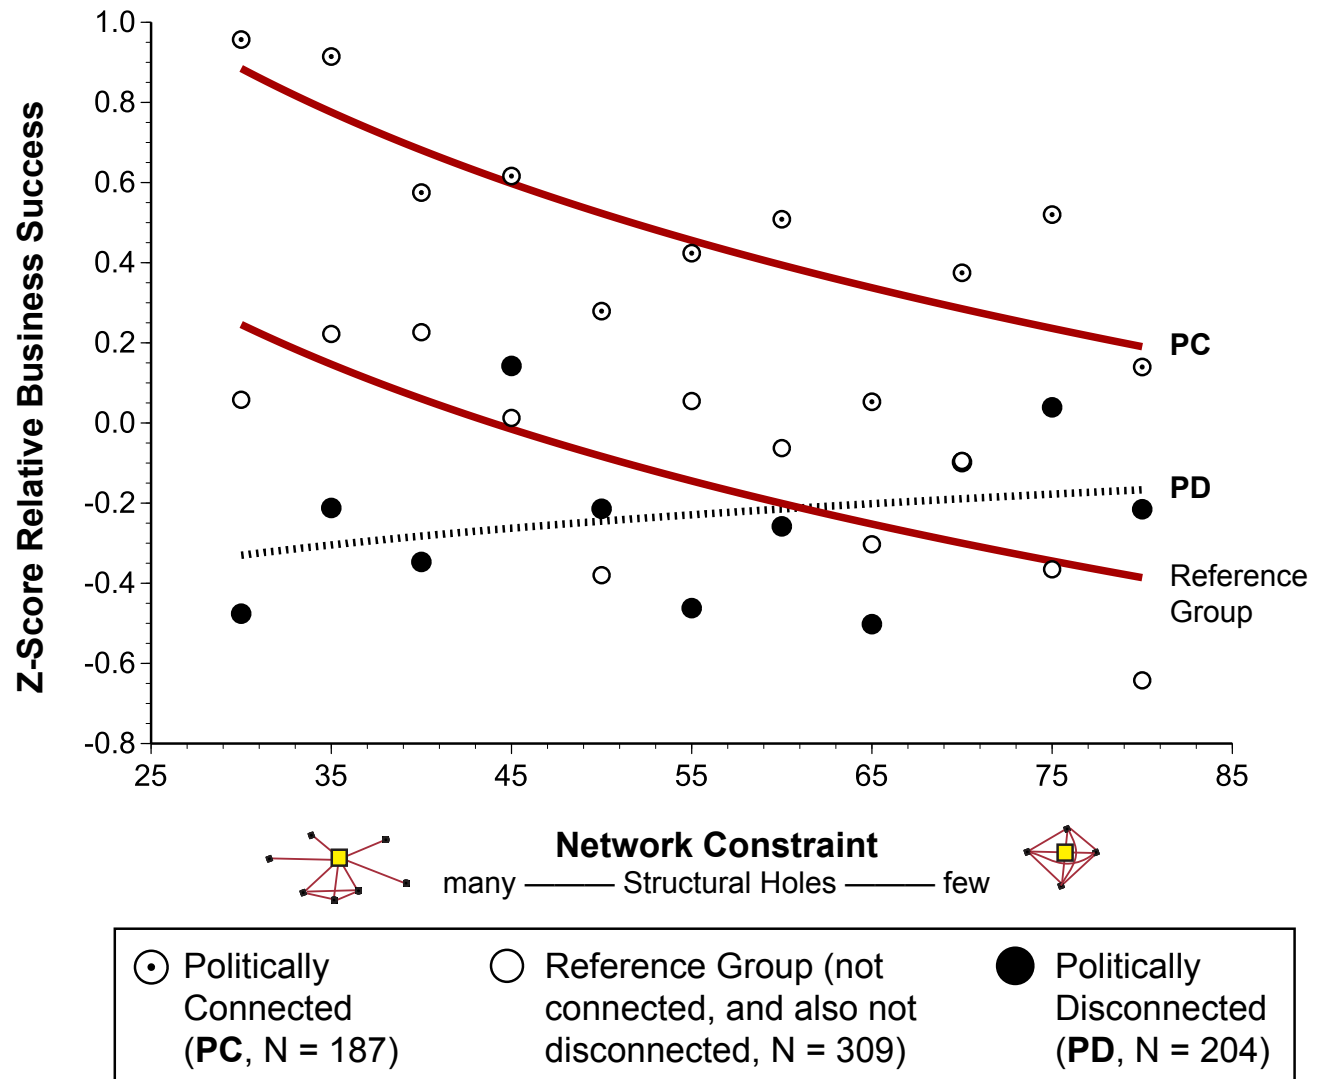 Z-Score Relative Business Success
1.0
0.8
0.6
0.4
0.2
0.0
-0.2
-0.4
-0.6
-0.8
25 35 45 55 65 75 85
PC
PD
Reference
Group
Network Constraint
many ——— Structural Holes ——— few
Politically
Connected
(PC, N = 187)
Reference Group (not
connected, and also not
disconnected, N = 309)
Politically
Disconnected
(PD, N = 204)